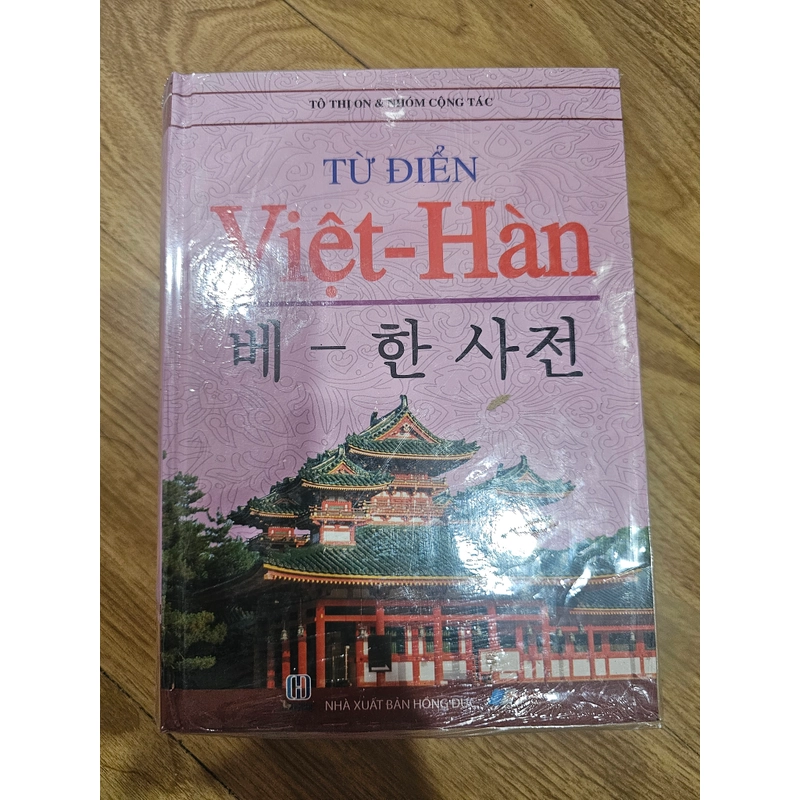 TÔ THỊ ON & NHÓM CỘNG TÁC
TỪ ĐIỂN
Việt-Hàn
베 – 한 사전
NHÀ XUẤT BẢN HỒNG ĐỨC